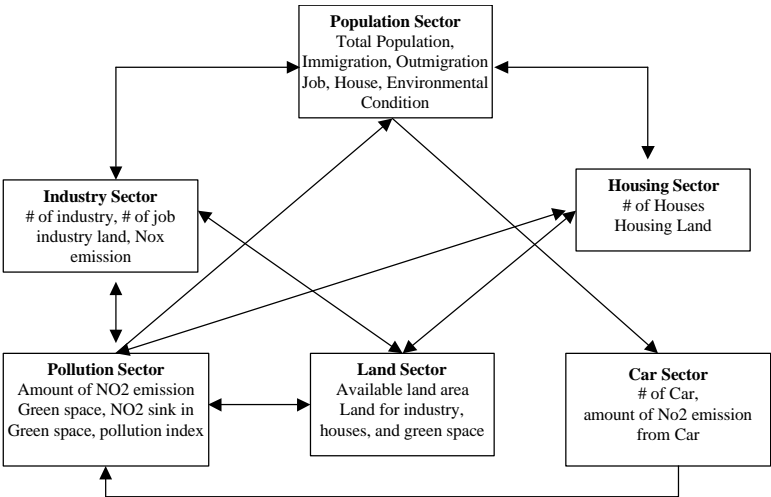 Population Sector
Total Population,
Immigration, Outmigration
Job, House, Environmental
Condition
Industry Sector
# of industry, # of job
industry land, Nox
emission
Housing Sector
# of Houses
Housing Land
Pollution Sector
Amount of NO2 emission
Green space, NO2 sink in
Green space, pollution index
Land Sector
Available land area
Land for industry,
houses, and green space
Car Sector
# of Car,
amount of No2 emission
from Car